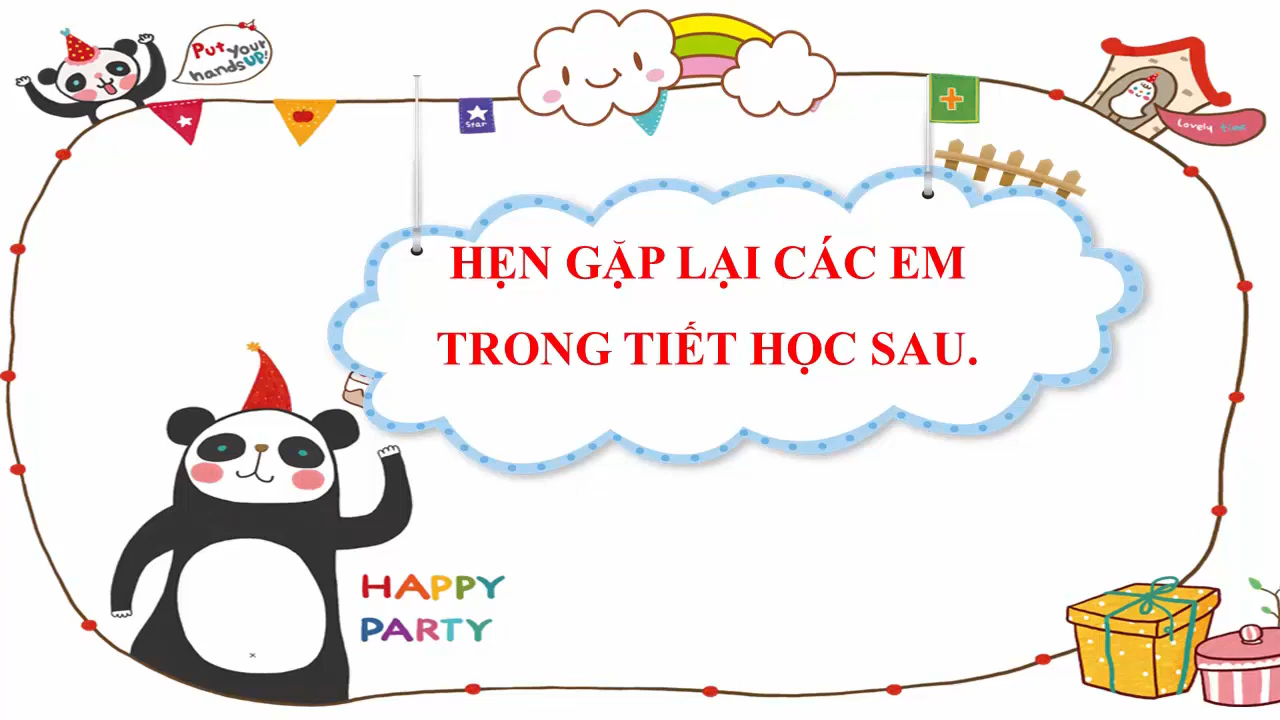 Put your
hands UP!
Star
Lovely time
HẸN GẶP LẠI CÁC EM
TRONG TIẾT HỌC SAU.
HAPPY
PARTY